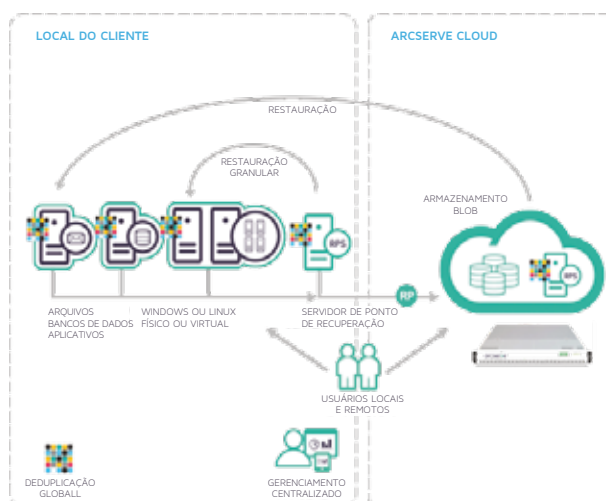 LOCAL DO CLIENTE
ARCSERVE CLOUD
RESTAURAÇÃO
RESTAURAÇÃO
GRANULAR
ARMAZENAMENTO
BLOB
RPS
RPS
RP
ARQUIVOS
BANCOS DE DADOS
APLICATIVOS
WINDOWS OU LINUX
FÍSICO OU VIRTUAL
SERVIDOR DE PONTO
DE RECUPERAÇÃO
USUÁRIOS LOCAIS
E REMOTOS
DEDUPLICAÇÃO
GLOBALL
GERENCIAMENTO
CENTRALIZADO